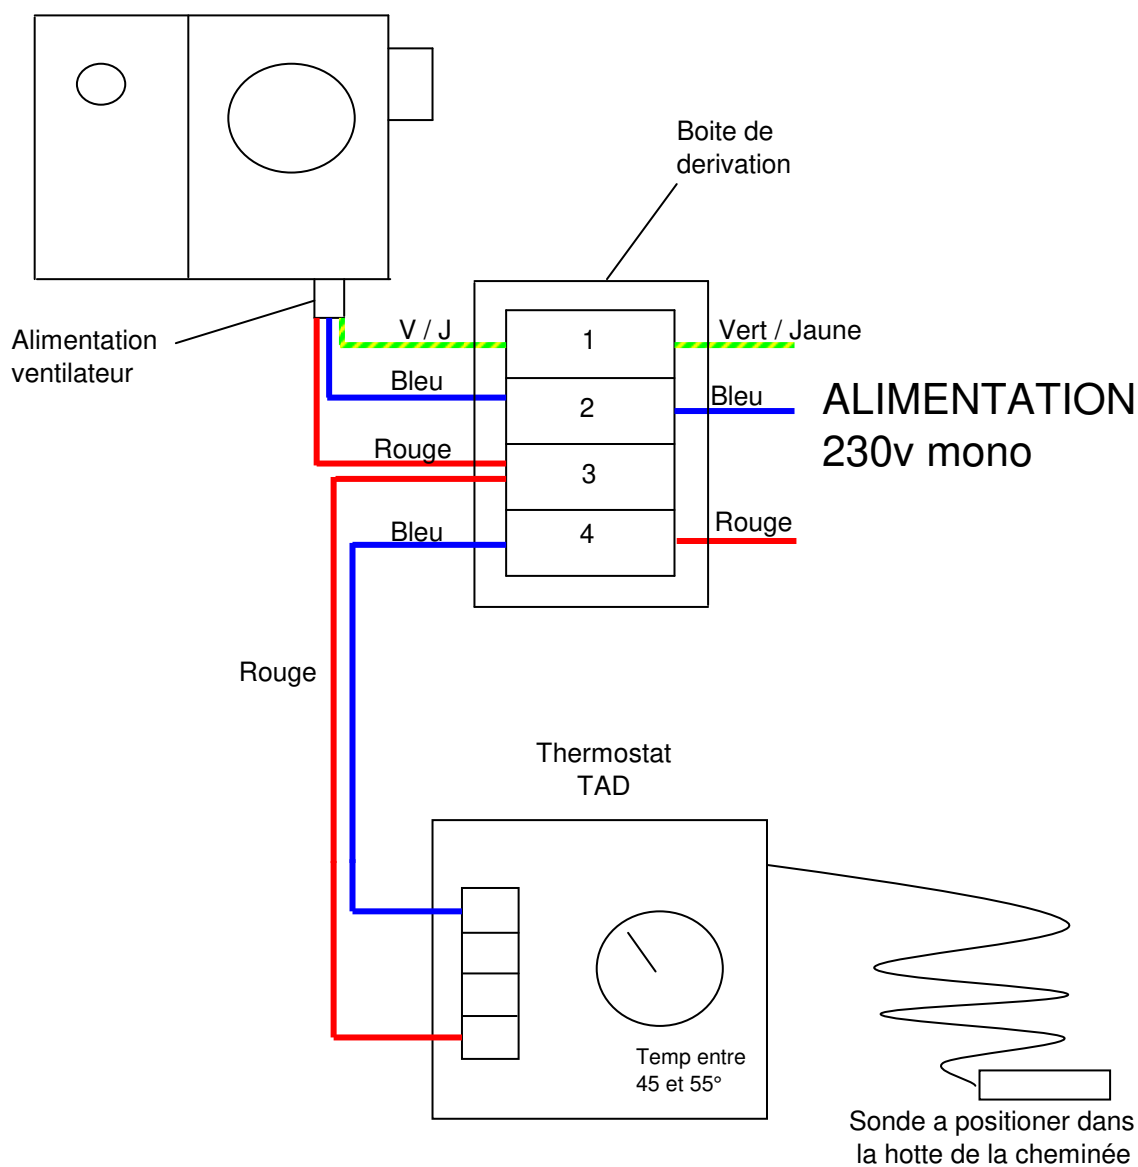 Boite de
derivation
Alimentation
ventilateur
V / J
1
Vert / Jaune
Bleu
2
Bleu
ALIMENTATION
230v mono
Rouge
3
Bleu
4
Rouge
Rouge
Thermostat
TAD
Temp entre
45 et 55°
Sonde a positioner dans
la hotte de la cheminée